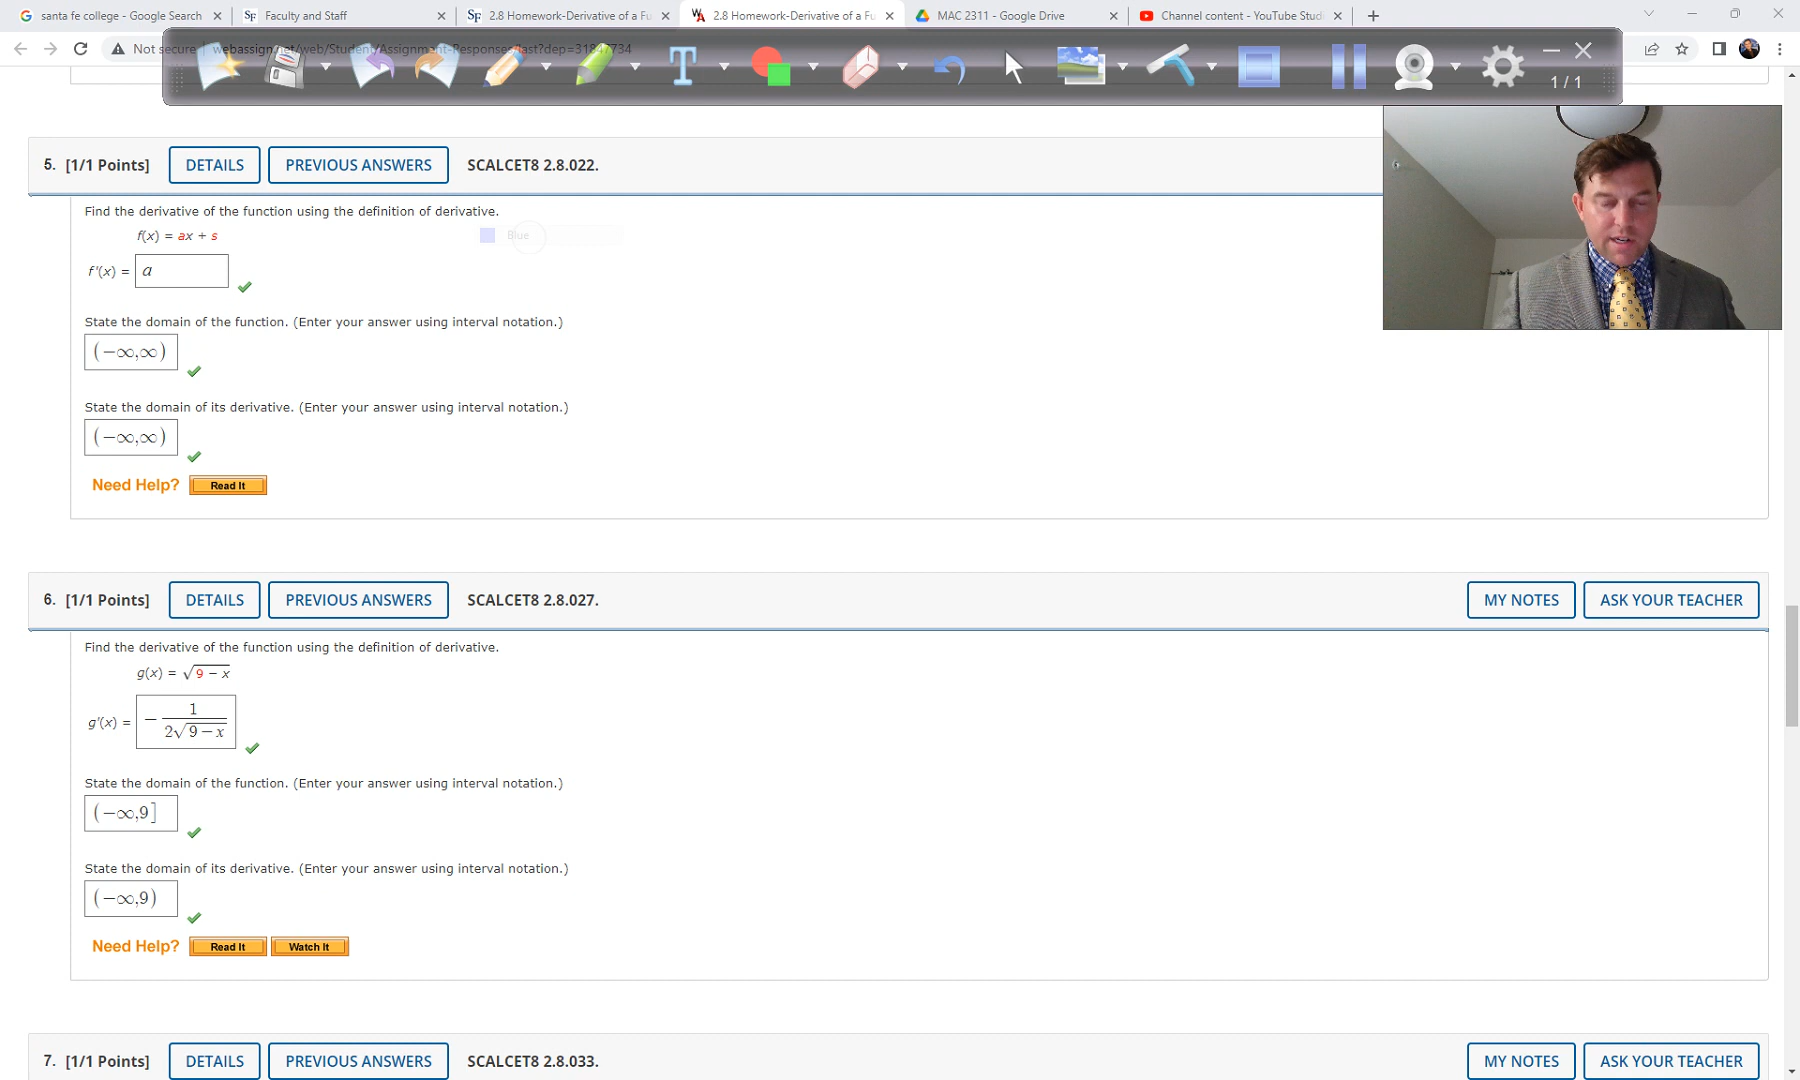 santa fe college - Google Search
Faculty and Staff
2.8 Homework-Derivative of a Fu
2.8 Homework-Derivative of a Fu
MAC 2311 - Google Drive
Channel content - YouTube Studi
Not secure
webassign.net/web/Student/Assignment-Responses/last?dep=31847734
1 / 1
5. [1/1 Points] DETAILS PREVIOUS ANSWERS SCALCET8 2.8.022.
Find the derivative of the function using the definition of derivative.
f(x) = ax + s
Blue
f'(x) = a
State the domain of the function. (Enter your answer using interval notation.)
(−∞,∞)
State the domain of its derivative. (Enter your answer using interval notation.)
(−∞,∞)
Need Help? Read It
6. [1/1 Points] DETAILS PREVIOUS ANSWERS SCALCET8 2.8.027. MY NOTES ASK YOUR TEACHER
Find the derivative of the function using the definition of derivative.
g(x) = √9 − x
g'(x) = − 1 / 2√9−x
State the domain of the function. (Enter your answer using interval notation.)
(−∞,9]
State the domain of its derivative. (Enter your answer using interval notation.)
(−∞,9)
Need Help? Read It Watch It
7. [1/1 Points] DETAILS PREVIOUS ANSWERS SCALCET8 2.8.033. MY NOTES ASK YOUR TEACHER